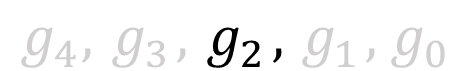 g₄, g₃, g₂, g₁, g₀